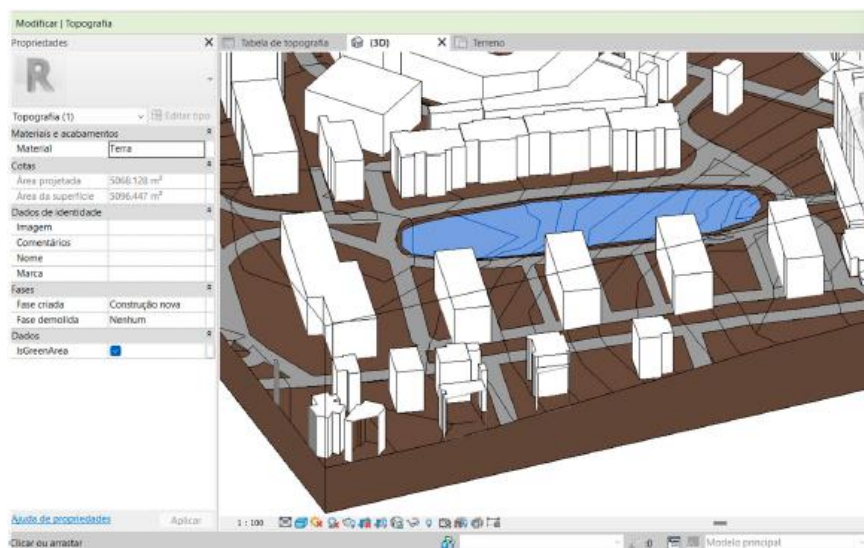 Modificar | Topografia
Propriedades
Tabela de topografia
{3D}
Terreno
R
Topografia (1)
Editar tipo
Materiais e acabamentos
Material Terra
Cotas
Área projetada 5068.128 m²
Área da superfície 5096.447 m²
Dados de identidade
Imagem
Comentários
Nome
Marca
Fases
Fase criada Construção nova
Fase demolida Nenhum
Dados
IsGreenArea
Ajuda de propriedades
Aplicar
1 : 100
Clicar ou arrastar
:0
Modelo principal